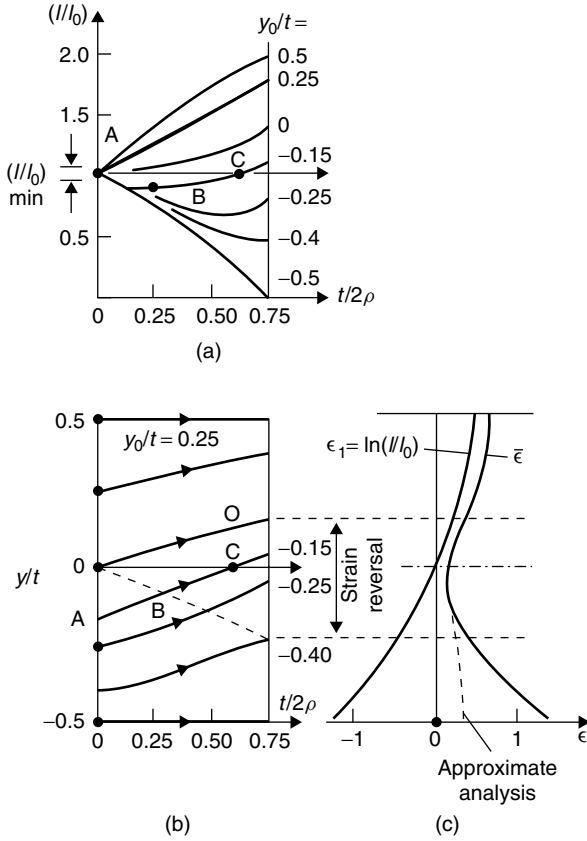 (l/l₀)
y₀/t =
2.0
0.5
0.25
1.5
A
0
C
−0.15
(l/l₀)
min
B
−0.25
0.5
−0.4
−0.5
0 0.25 0.50 0.75 t/2ρ
(a)
0.5
y₀/t = 0.25
ϵ₁ = ln(l/l₀)
ϵ̄
O
C
−0.15
y/t
0
−0.25
Strain
reversal
A
B
−0.40
−0.5
t/2ρ
0 0.25 0.50 0.75
−1 0 1 ϵ
Approximate
analysis
(b)
(c)